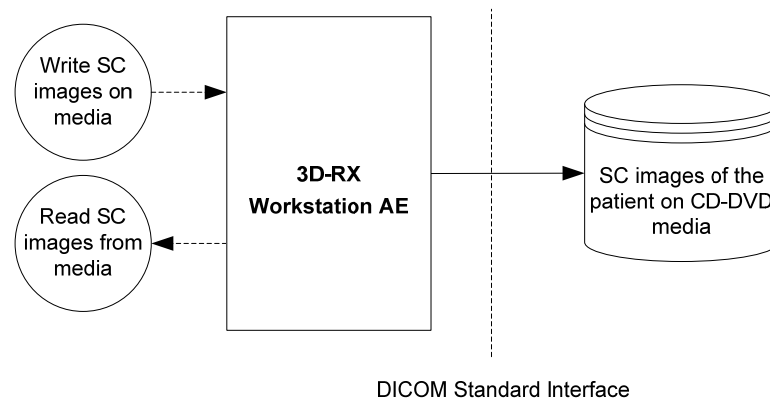 Write SC
images on
media
Read SC
images from
media
3D-RX
Workstation AE
SC images of the
patient on CD-DVD
media
DICOM Standard Interface